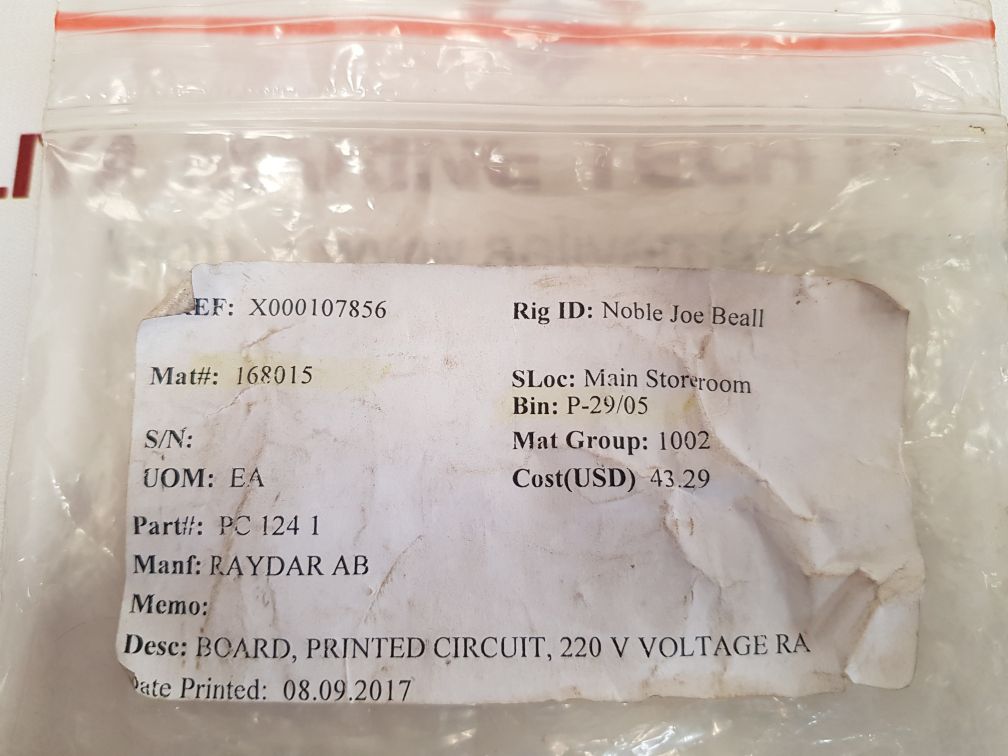 REF: X000107856 Rig ID: Noble Joe Beall
Mat#: 168015 SLoc: Main Storeroom
Bin: P-29/05
S/N: Mat Group: 1002
UOM: EA Cost(USD) 43.29
Part#: PC 124 1
Manf: RAYDAR AB
Memo:
Desc: BOARD, PRINTED CIRCUIT, 220 V VOLTAGE RA
Date Printed: 08.09.2017